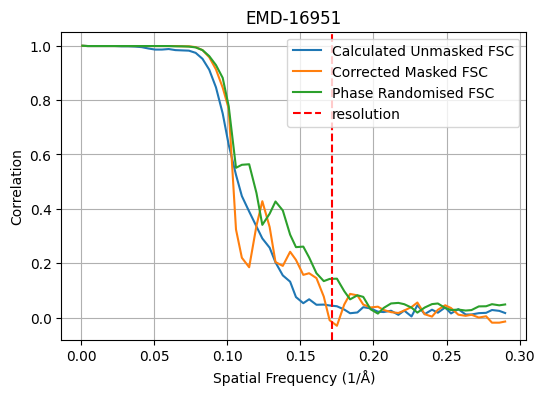 EMD-16951
Calculated Unmasked FSC
Corrected Masked FSC
Phase Randomised FSC
resolution
Correlation
1.0
0.8
0.6
0.4
0.2
0.0
0.00 0.05 0.10 0.15 0.20 0.25 0.30
Spatial Frequency (1/Å)